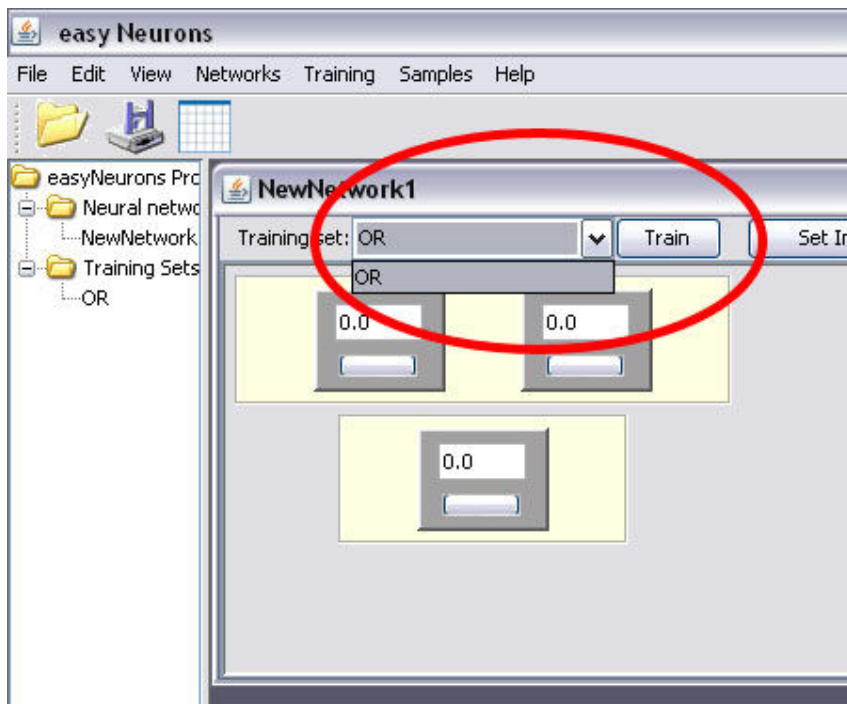 easy Neurons
File Edit View Networks Training Samples Help
easyNeurons Prc
Neural netwo
NewNetwork
Training Sets
OR
NewNetwork1
Training set: OR Train Set In
OR
0.0 0.0
0.0